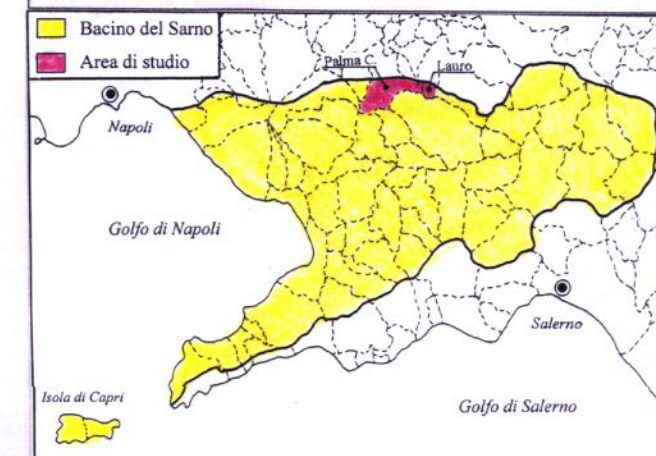 Bacino del Sarno
Area di studio
Palma C.
Lauro
Napoli
Golfo di Napoli
Salerno
Isola di Capri
Golfo di Salerno